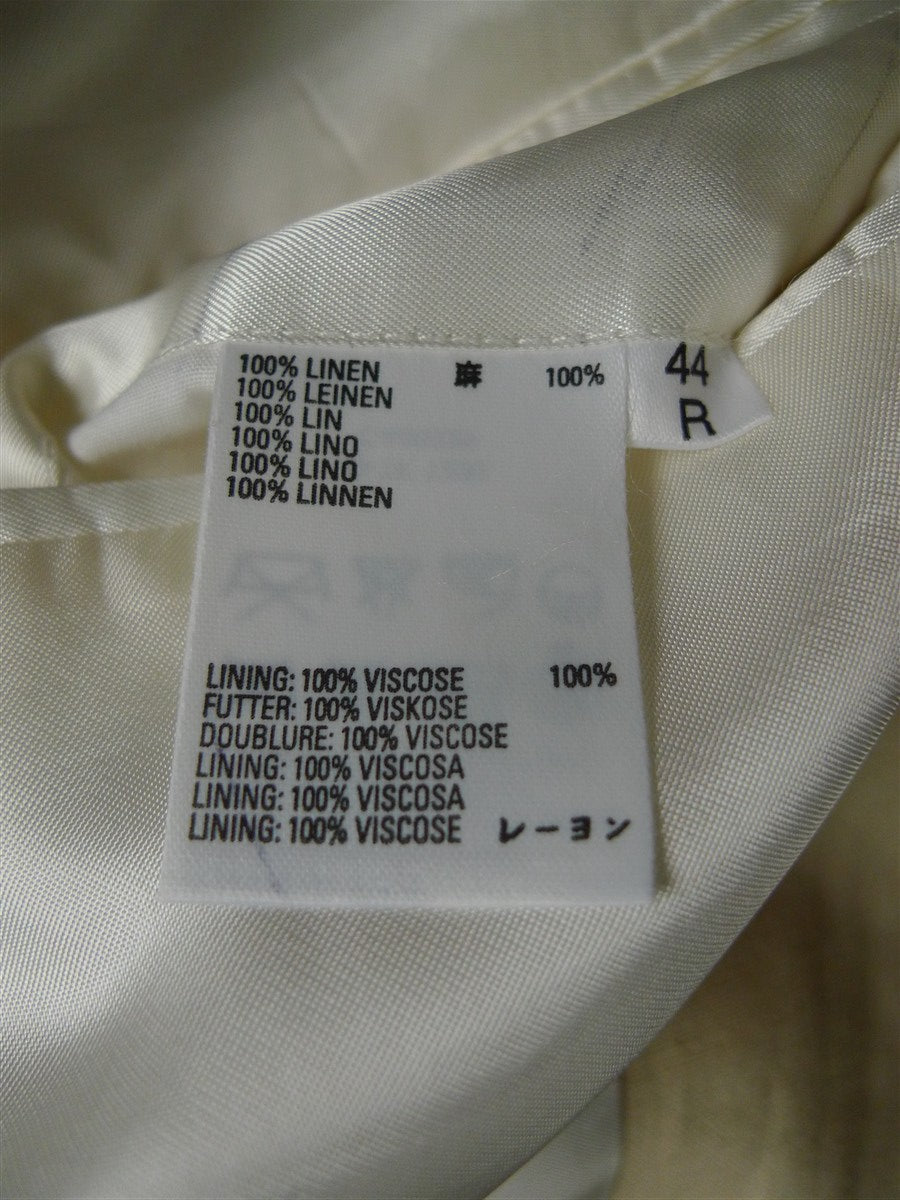 100% LINEN 麻 100%
100% LEINEN
100% LIN
100% LINO
100% LINO
100% LINNEN
44
R
LINING: 100% VISCOSE 100%
FUTTER: 100% VISKOSE
DOUBLURE: 100% VISCOSE
LINING: 100% VISCOSA
LINING: 100% VISCOSA
LINING: 100% VISCOSE レーヨン